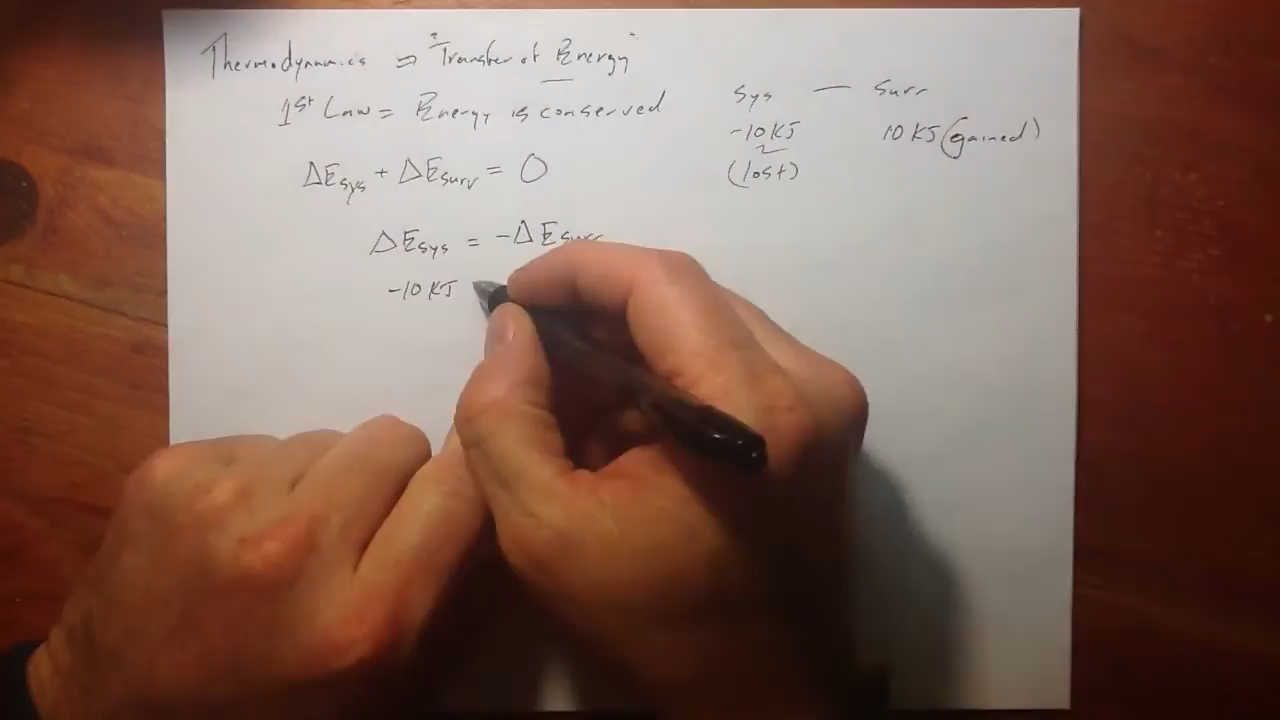 Thermodynamics ⇒ "Transfer of Energy"
1st Law = Energy is conserved
ΔEsys + ΔEsurr = 0
ΔEsys = -ΔEsurr
-10 KJ
Sys — Surr
-10 KJ 10 KJ (gained)
(lost)